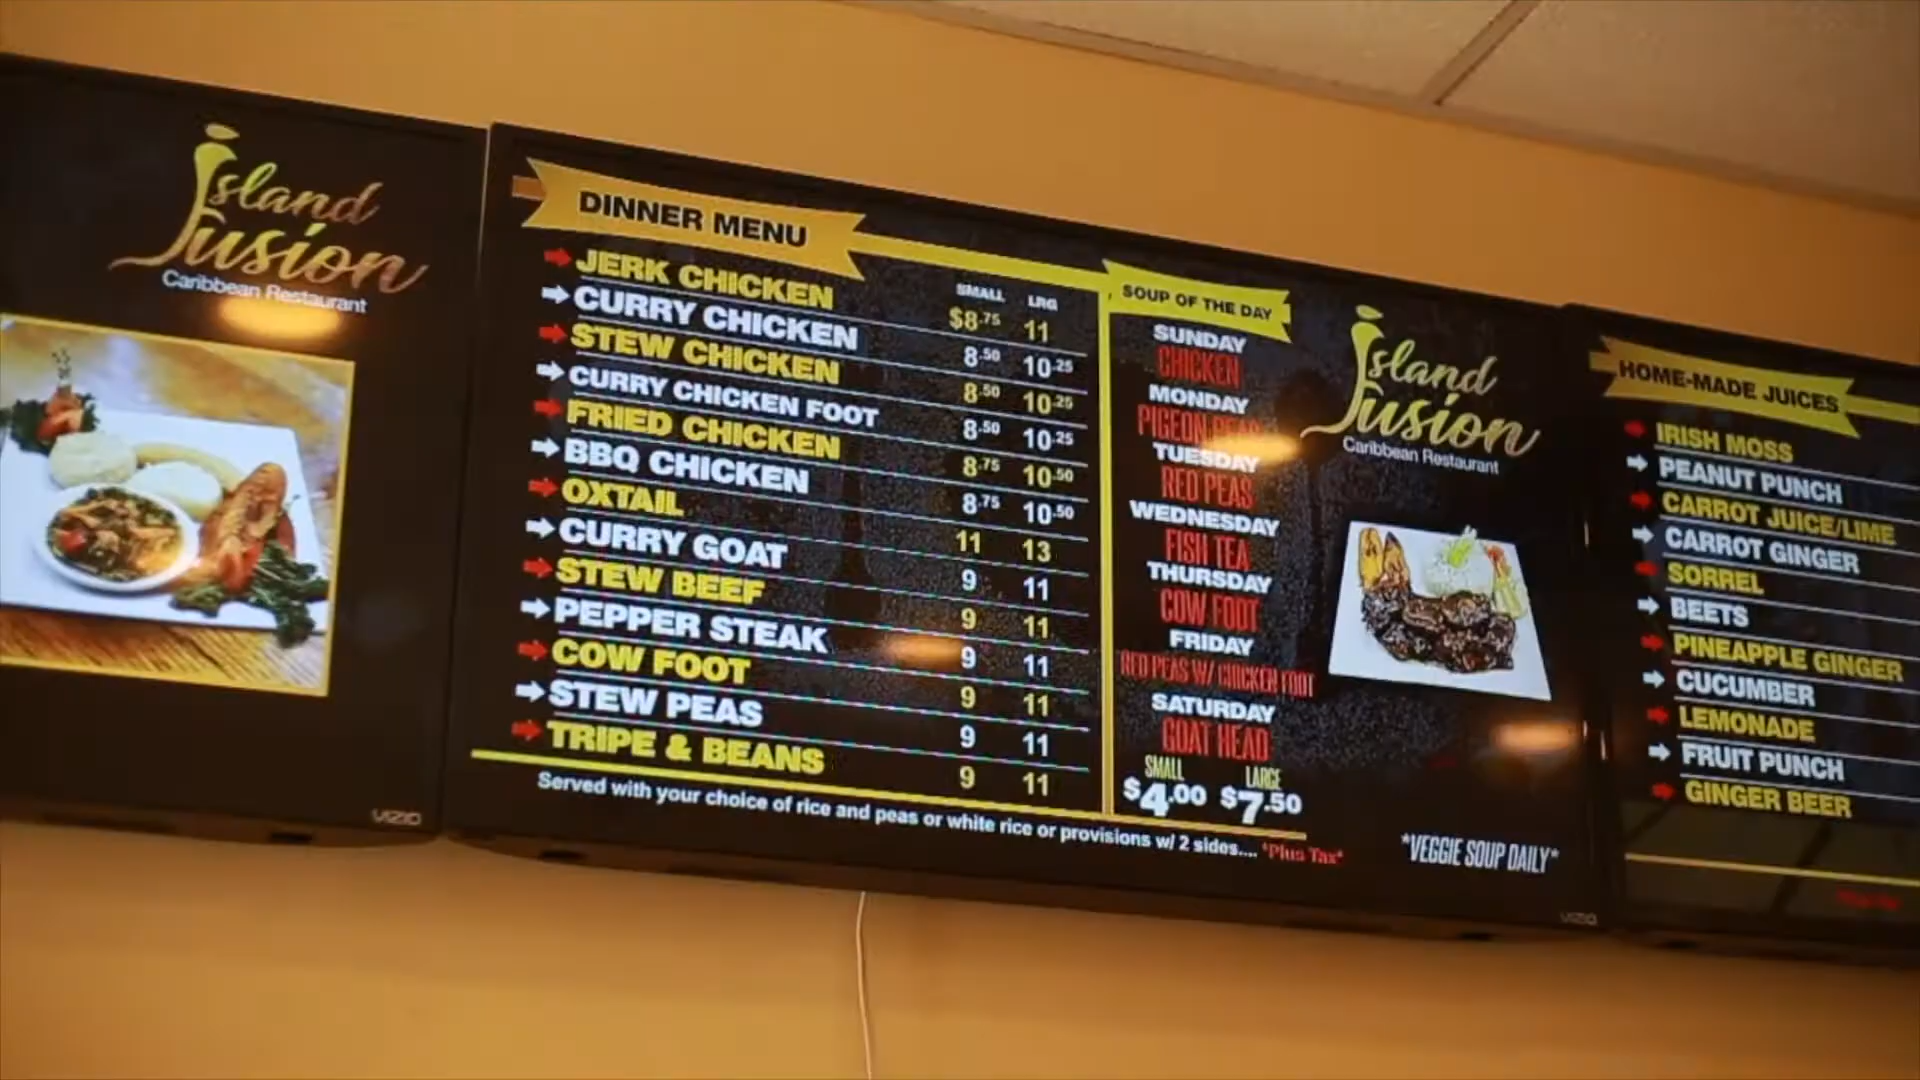 Island
Fusion
Caribbean Restaurant
VIZIO
DINNER MENU
SMALL LRG
JERK CHICKEN $8.75 11
CURRY CHICKEN 8.50 10.25
STEW CHICKEN 8.50 10.25
CURRY CHICKEN FOOT 8.50 10.25
FRIED CHICKEN 8.75 10.50
BBQ CHICKEN 8.75 10.50
OXTAIL 11 13
CURRY GOAT 9 11
STEW BEEF 9 11
PEPPER STEAK 9 11
COW FOOT 9 11
STEW PEAS 9 11
TRIPE & BEANS 9 11
Served with your choice of rice and peas or white rice or provisions w/ 2 sides.... *Plus Tax*
SOUP OF THE DAY
SUNDAY
CHICKEN
MONDAY
PIGEON PEAS
TUESDAY
RED PEAS
WEDNESDAY
FISH TEA
THURSDAY
COW FOOT
FRIDAY
RED PEAS W/ CHICKEN FOOT
SATURDAY
GOAT HEAD
SMALL LARGE
$4.00 $7.50
Island
Fusion
Caribbean Restaurant
*VEGGIE SOUP DAILY*
VIZIO
HOME-MADE JUICES
IRISH MOSS
PEANUT PUNCH
CARROT JUICE/LIME
CARROT GINGER
SORREL
BEETS
PINEAPPLE GINGER
CUCUMBER
LEMONADE
FRUIT PUNCH
GINGER BEER